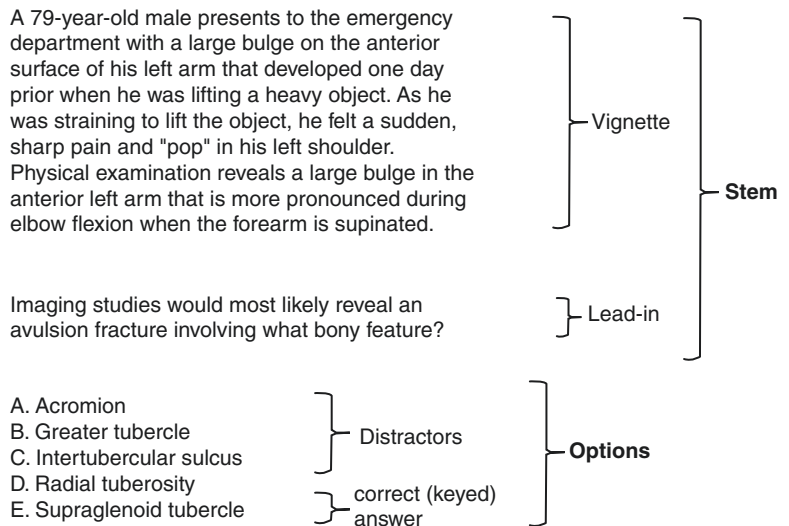 A 79-year-old male presents to the emergency
department with a large bulge on the anterior
surface of his left arm that developed one day
prior when he was lifting a heavy object. As he
was straining to lift the object, he felt a sudden,
sharp pain and "pop" in his left shoulder.
Physical examination reveals a large bulge in the
anterior left arm that is more pronounced during
elbow flexion when the forearm is supinated.
Vignette
Stem
Imaging studies would most likely reveal an
avulsion fracture involving what bony feature?
Lead-in
A. Acromion
B. Greater tubercle
C. Intertubercular sulcus
D. Radial tuberosity
E. Supraglenoid tubercle
Distractors
correct (keyed)
answer
Options